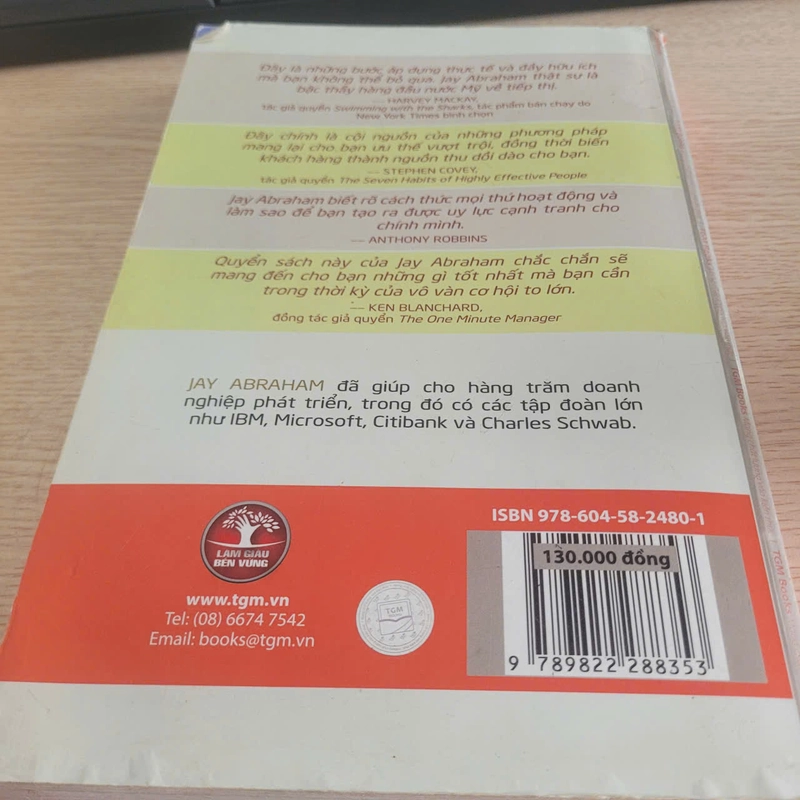 Đây là những bước áp dụng thực tế và đầy hữu ích
mà bạn không thể bỏ qua. Jay Abraham thật sự là
bậc thầy hàng đầu nước Mỹ về tiếp thị.
— HARVEY MACKAY,
tác giả quyển Swimming with the Sharks, tác phẩm bán chạy do
New York Times bình chọn
Đây chính là cội nguồn của những phương pháp
mang lại cho bạn ưu thế vượt trội, đồng thời biến
khách hàng thành nguồn thu dồi dào cho bạn.
— STEPHEN COVEY,
tác giả quyển The Seven Habits of Highly Effective People
Jay Abraham biết rõ cách thức mọi thứ hoạt động và
làm sao để bạn tạo ra được uy lực cạnh tranh cho
chính mình.
— ANTHONY ROBBINS
Quyển sách này của Jay Abraham chắc chắn sẽ
mang đến cho bạn những gì tốt nhất mà bạn cần
trong thời kỳ của vô vàn cơ hội to lớn.
— KEN BLANCHARD,
đồng tác giả quyển The One Minute Manager
JAY ABRAHAM đã giúp cho hàng trăm doanh
nghiệp phát triển, trong đó có các tập đoàn lớn
như IBM, Microsoft, Citibank và Charles Schwab.
LÀM GIÀU
BỀN VỮNG
www.tgm.vn
Tel: (08) 6674 7542
Email: books@tgm.vn
TGM
ISBN 978-604-58-2480-1
130.000 đồng
9 789822 288353
TGM Books
TGM Books